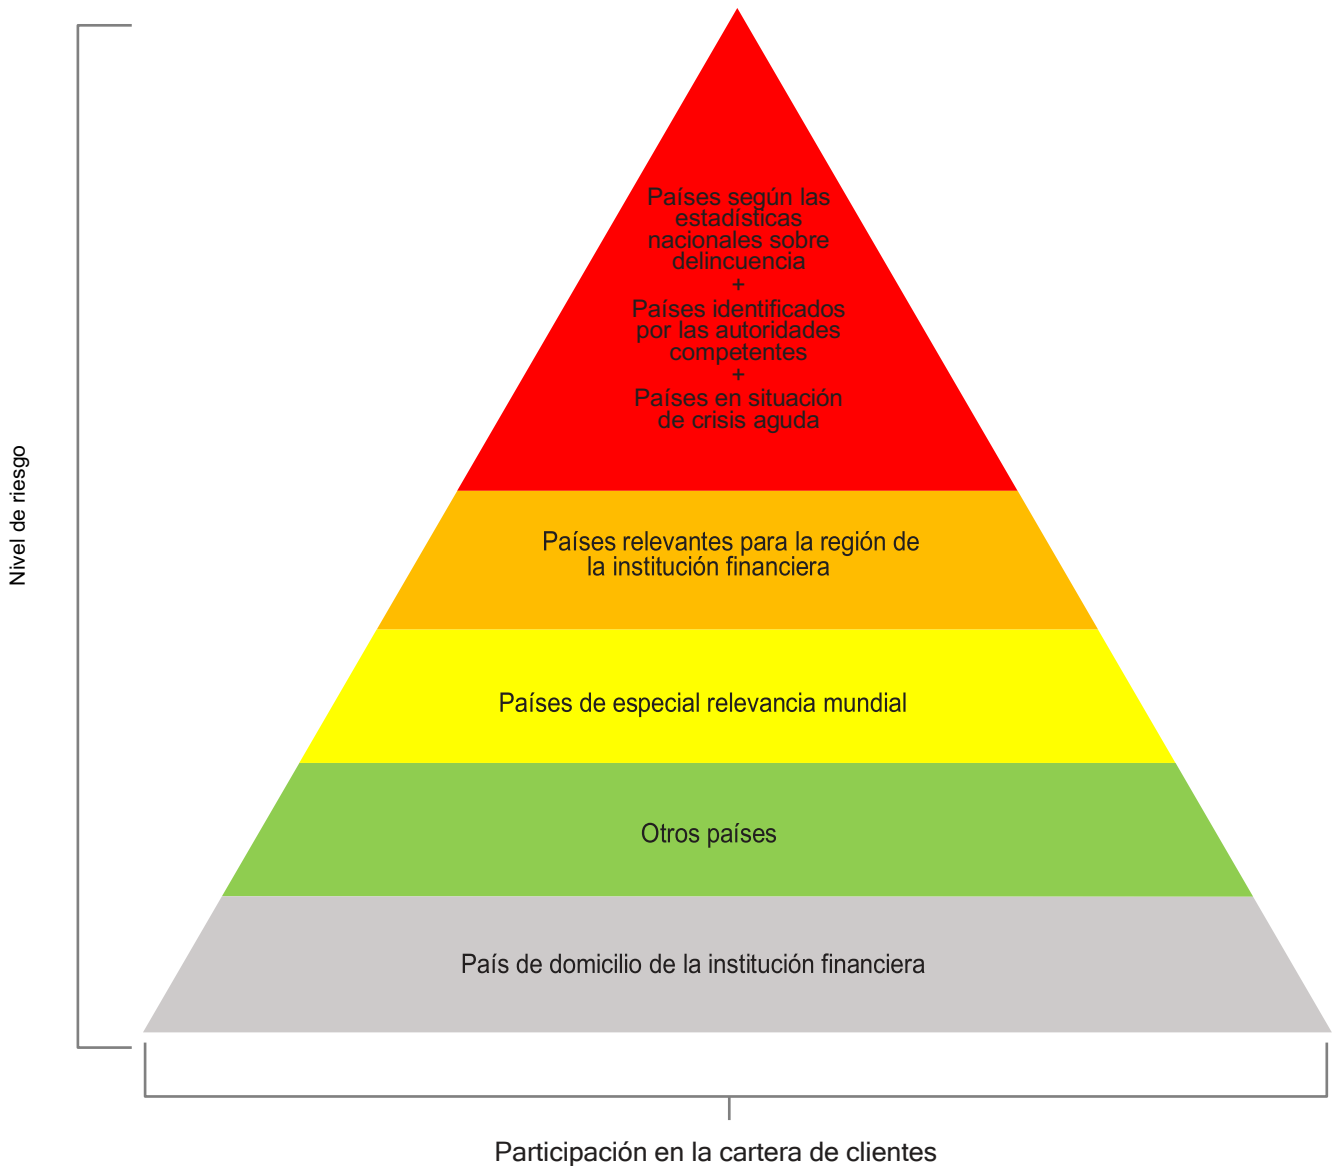 Países según las
estadísticas
nacionales sobre
delincuencia
+
Países identificados
por las autoridades
competentes
+
Países en situación
de crisis aguda
Nivel de riesgo
Países relevantes para la región de
la institución financiera
Países de especial relevancia mundial
Otros países
País de domicilio de la institución financiera
Participación en la cartera de clientes